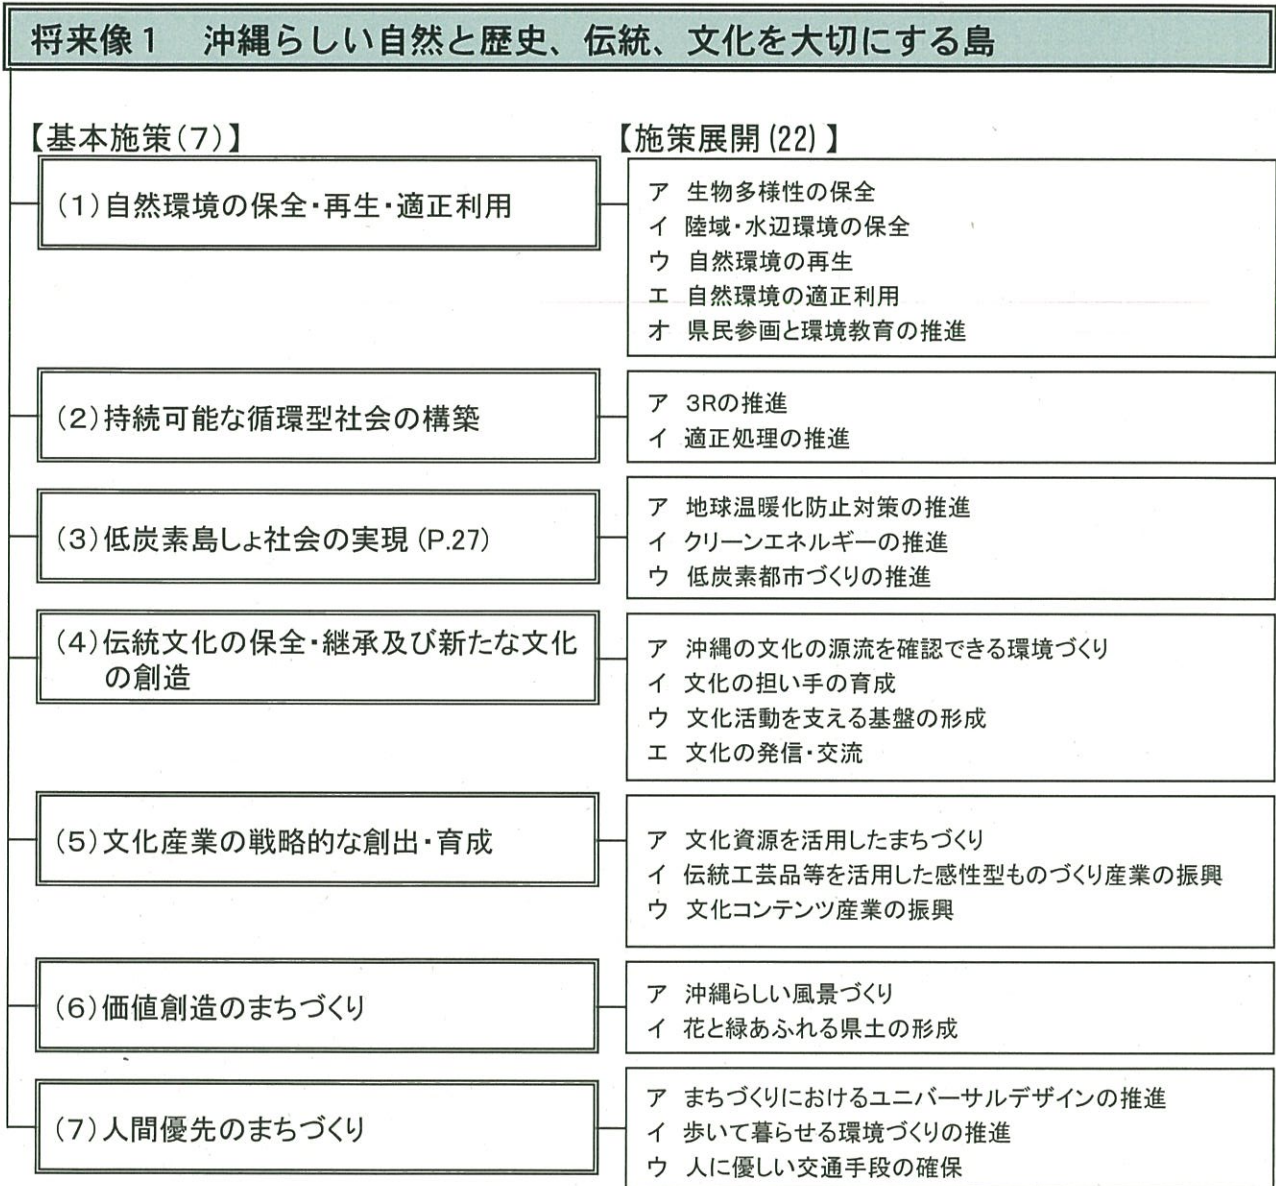 将来像1 沖縄らしい自然と歴史、伝統、文化を大切にする島
【基本施策(7)】
【施策展開(22)】
(1)自然環境の保全・再生・適正利用
ア 生物多様性の保全
イ 陸域・水辺環境の保全
ウ 自然環境の再生
エ 自然環境の適正利用
オ 県民参画と環境教育の推進
(2)持続可能な循環型社会の構築
ア 3Rの推進
イ 適正処理の推進
(3)低炭素島しょ社会の実現(P.27)
ア 地球温暖化防止対策の推進
イ クリーンエネルギーの推進
ウ 低炭素都市づくりの推進
(4)伝統文化の保全・継承及び新たな文化
の創造
ア 沖縄の文化の源流を確認できる環境づくり
イ 文化の担い手の育成
ウ 文化活動を支える基盤の形成
エ 文化の発信・交流
(5)文化産業の戦略的な創出・育成
ア 文化資源を活用したまちづくり
イ 伝統工芸品等を活用した感性型ものづくり産業の振興
ウ 文化コンテンツ産業の振興
(6)価値創造のまちづくり
ア 沖縄らしい風景づくり
イ 花と緑あふれる県土の形成
(7)人間優先のまちづくり
ア まちづくりにおけるユニバーサルデザインの推進
イ 歩いて暮らせる環境づくりの推進
ウ 人に優しい交通手段の確保